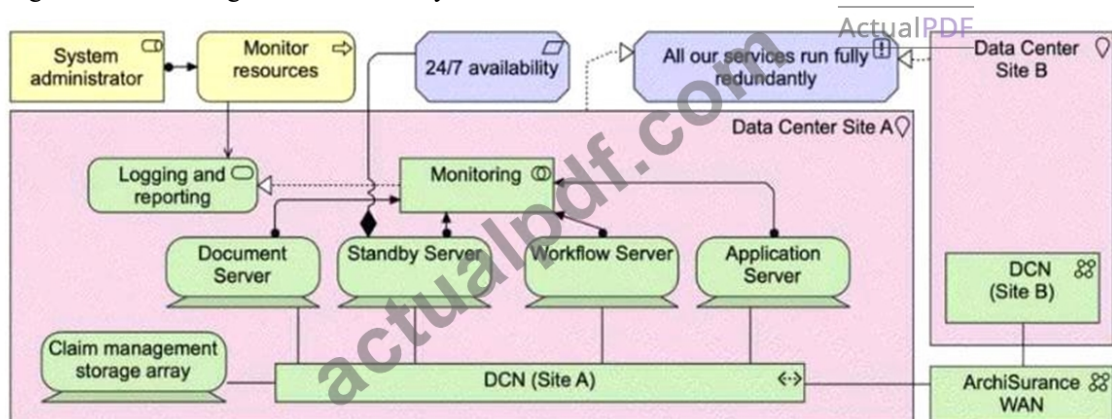 ActualPDF
System
administrator
Monitor
resources
24/7 availability
All our services run fully
redundantly
Data Center
Site B
Data Center Site A
Logging and
reporting
Monitoring
Document
Server
Standby Server
Workflow Server
Application
Server
DCN
(Site B)
Claim management
storage array
DCN (Site A)
ArchiSurance
WAN
actualpdf.com